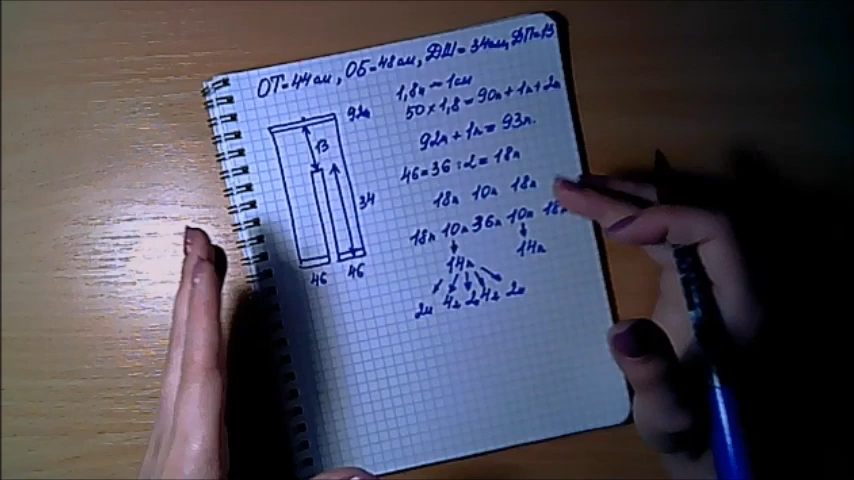 ОТ=44см, ОБ=48см, ДШ=34см, ДП=13
1,8п ~ 1см
50 x 1,8 = 90п + 1п + 2п
92п + 1п = 93п.
46 = 36 : 2 = 18п
18п 10п 18п
18п 10п 36п 10п 18п
14п 14п
2п 4п 2 4п 2п
92п
13
34
46 46